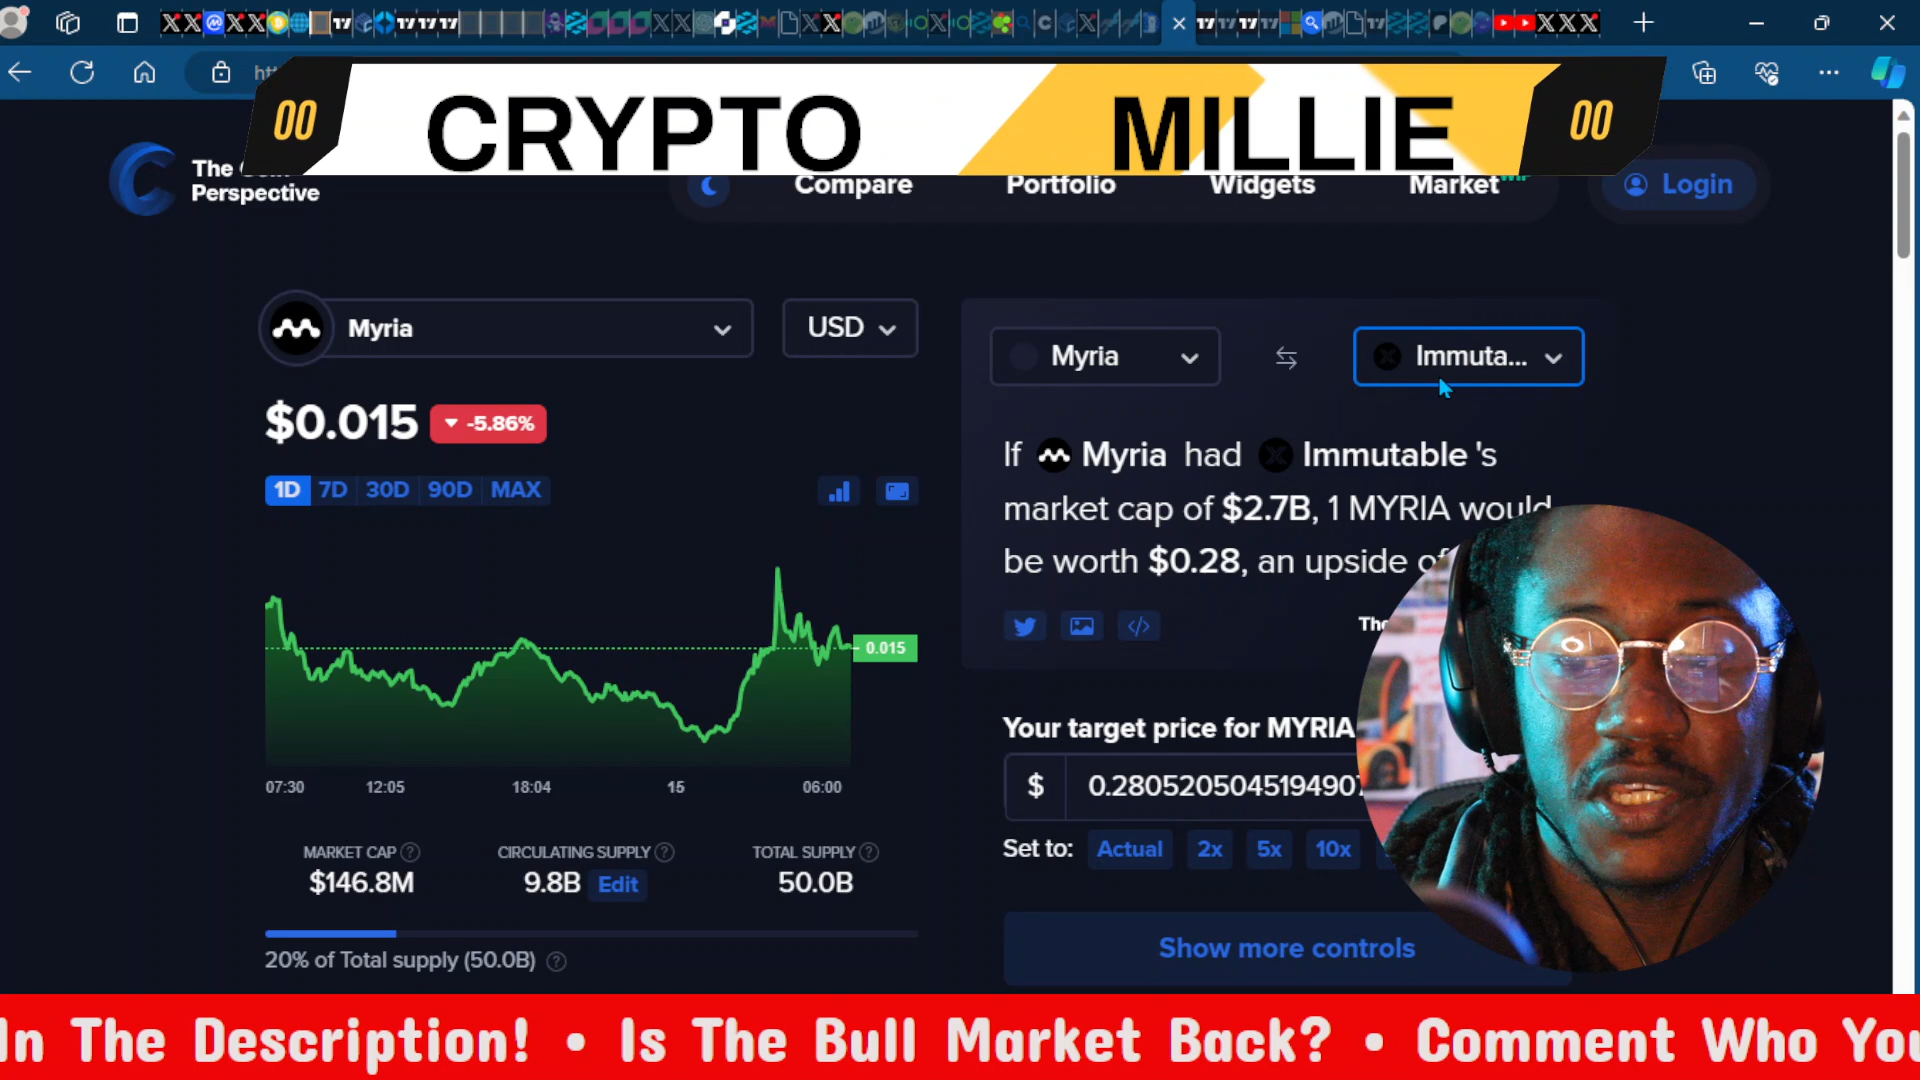 00 CRYPTO MILLIE 00
The
Perspective
Compare Portfolio Widgets Market Login
Myria USD
$0.015 -5.86%
1D 7D 30D 90D MAX
0.015
07:30 12:05 18:04 15 06:00
MARKET CAP CIRCULATING SUPPLY TOTAL SUPPLY
$146.8M 9.8B Edit 50.0B
20% of Total supply (50.0B)
Myria Immuta...
If Myria had Immutable 's
market cap of $2.7B, 1 MYRIA would
be worth $0.28, an upside of
Your target price for MYRIA
$ 0.2805205045194907
Set to: Actual 2x 5x 10x
Show more controls
In The Description! • Is The Bull Market Back? • Comment Who You